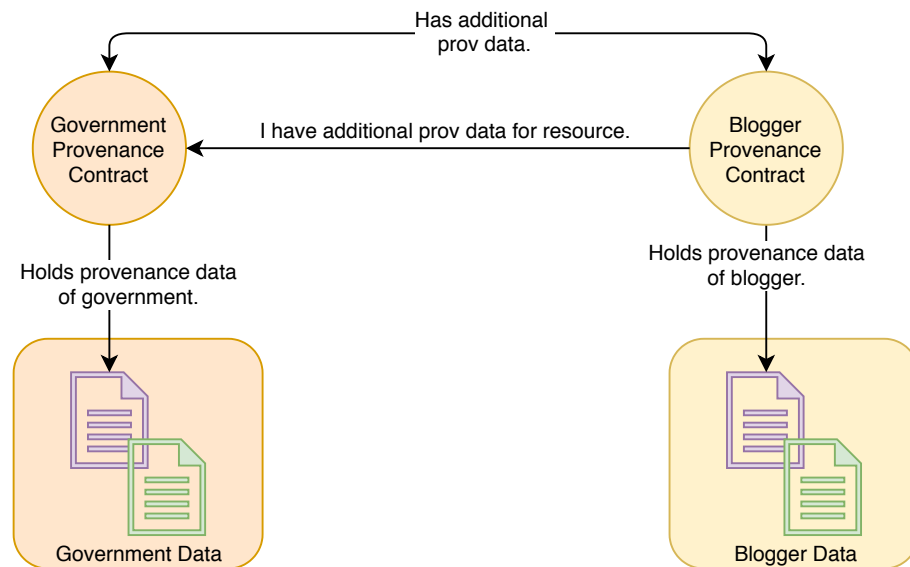 Has additional
prov data.
Government
Provenance
Contract
I have additional prov data for resource.
Blogger
Provenance
Contract
Holds provenance data
of government.
Holds provenance data
of blogger.
Government Data
Blogger Data